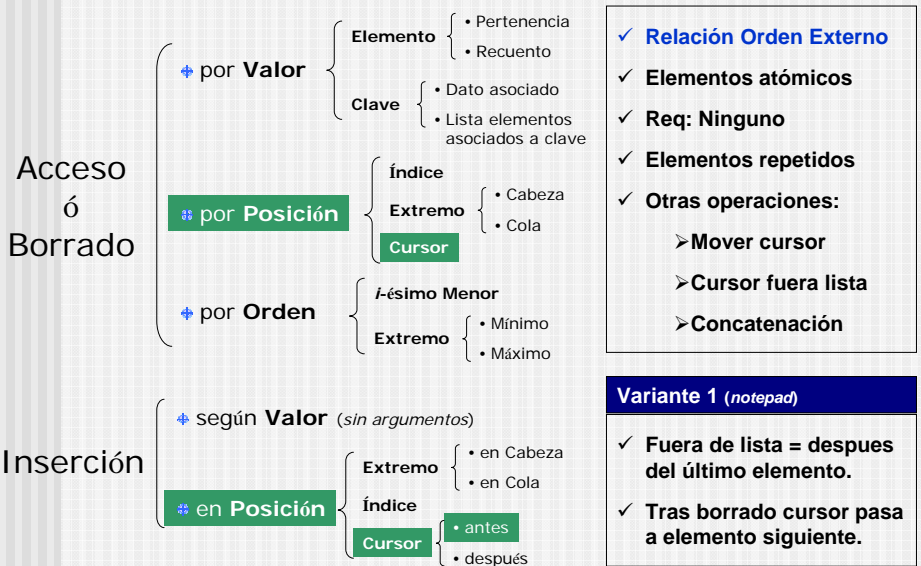 Acceso
ó
Borrado
por Valor
Elemento
• Pertenencia
• Recuento
Clave
• Dato asociado
• Lista elementos
asociados a clave
por Posición
Índice
Extremo
• Cabeza
• Cola
Cursor
por Orden
i-ésimo Menor
Extremo
• Mínimo
• Máximo
Inserción
según Valor (sin argumentos)
en Posición
Extremo
• en Cabeza
• en Cola
Índice
Cursor
• antes
• después
✓ Relación Orden Externo
✓ Elementos atómicos
✓ Req: Ninguno
✓ Elementos repetidos
✓ Otras operaciones:
➢Mover cursor
➢Cursor fuera lista
➢Concatenación
Variante 1 (notepad)
✓ Fuera de lista = despues
del último elemento.
✓ Tras borrado cursor pasa
a elemento siguiente.